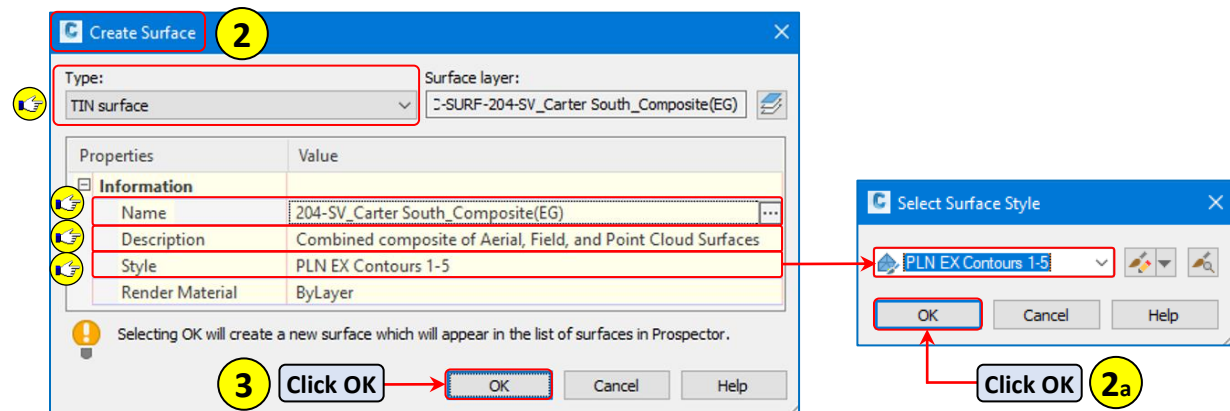 Create Surface
2
Type:
Surface layer:
TIN surface
C-SURF-204-SV_Carter South_Composite(EG)
Properties
Value
Information
Name
204-SV_Carter South_Composite(EG)
...
Description
Combined composite of Aerial, Field, and Point Cloud Surfaces
Style
PLN EX Contours 1-5
Render Material
ByLayer
Selecting OK will create a new surface which will appear in the list of surfaces in Prospector.
3
Click OK
OK
Cancel
Help
Select Surface Style
PLN EX Contours 1-5
OK
Cancel
Help
Click OK
2a